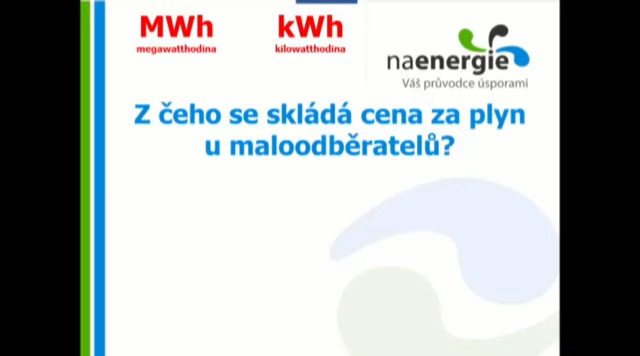 MWh
megawatthodina
kWh
kilowatthodina
naenergie
Váš průvodce úsporami
Z čeho se skládá cena za plyn
u maloodběratelů?